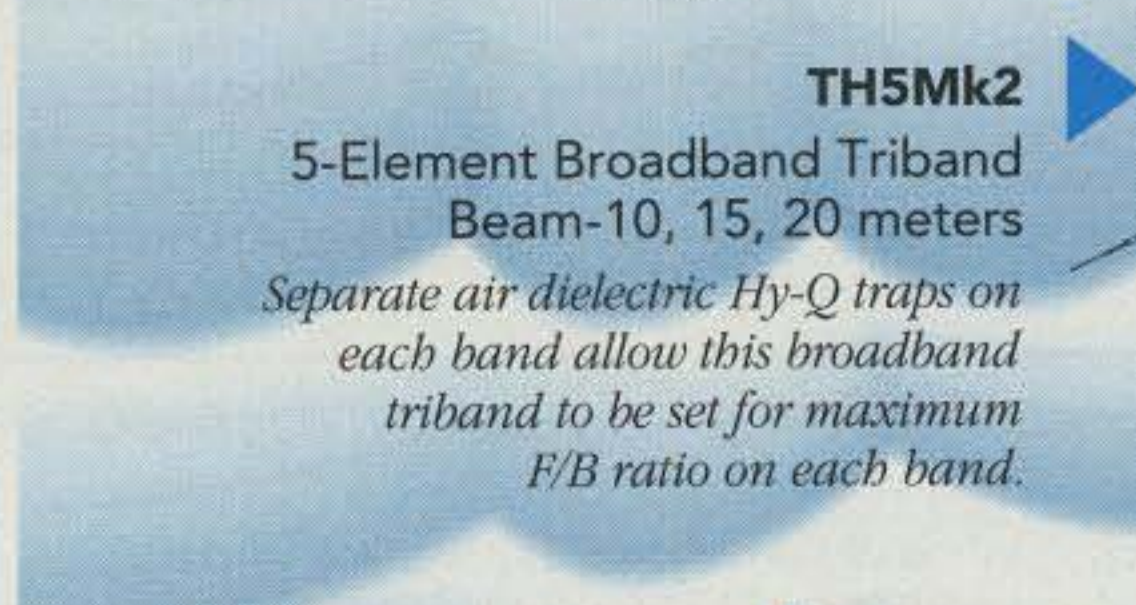 TH5Mk2
5-Element Broadband Triband
Beam-10, 15, 20 meters
Separate air dielectric Hy-Q traps on
each band allow this broadband
triband to be set for maximum
F/B ratio on each band.